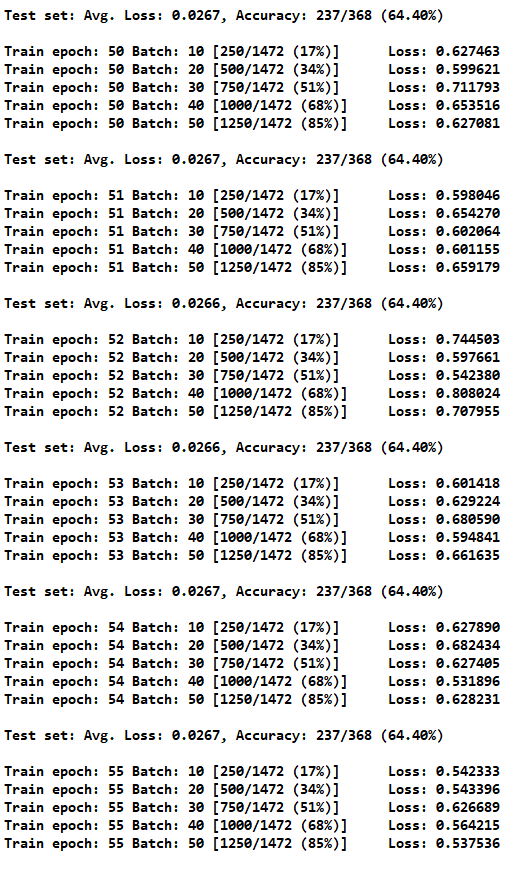 Test set: Avg. Loss: 0.0267, Accuracy: 237/368 (64.40%)
Train epoch: 50 Batch: 10 [250/1472 (17%)] Loss: 0.627463
Train epoch: 50 Batch: 20 [500/1472 (34%)] Loss: 0.599621
Train epoch: 50 Batch: 30 [750/1472 (51%)] Loss: 0.711793
Train epoch: 50 Batch: 40 [1000/1472 (68%)] Loss: 0.653516
Train epoch: 50 Batch: 50 [1250/1472 (85%)] Loss: 0.627081
Test set: Avg. Loss: 0.0267, Accuracy: 237/368 (64.40%)
Train epoch: 51 Batch: 10 [250/1472 (17%)] Loss: 0.598046
Train epoch: 51 Batch: 20 [500/1472 (34%)] Loss: 0.654270
Train epoch: 51 Batch: 30 [750/1472 (51%)] Loss: 0.602064
Train epoch: 51 Batch: 40 [1000/1472 (68%)] Loss: 0.601155
Train epoch: 51 Batch: 50 [1250/1472 (85%)] Loss: 0.659179
Test set: Avg. Loss: 0.0266, Accuracy: 237/368 (64.40%)
Train epoch: 52 Batch: 10 [250/1472 (17%)] Loss: 0.744503
Train epoch: 52 Batch: 20 [500/1472 (34%)] Loss: 0.597661
Train epoch: 52 Batch: 30 [750/1472 (51%)] Loss: 0.542380
Train epoch: 52 Batch: 40 [1000/1472 (68%)] Loss: 0.808024
Train epoch: 52 Batch: 50 [1250/1472 (85%)] Loss: 0.707955
Test set: Avg. Loss: 0.0266, Accuracy: 237/368 (64.40%)
Train epoch: 53 Batch: 10 [250/1472 (17%)] Loss: 0.601418
Train epoch: 53 Batch: 20 [500/1472 (34%)] Loss: 0.629224
Train epoch: 53 Batch: 30 [750/1472 (51%)] Loss: 0.680590
Train epoch: 53 Batch: 40 [1000/1472 (68%)] Loss: 0.594841
Train epoch: 53 Batch: 50 [1250/1472 (85%)] Loss: 0.661635
Test set: Avg. Loss: 0.0267, Accuracy: 237/368 (64.40%)
Train epoch: 54 Batch: 10 [250/1472 (17%)] Loss: 0.627890
Train epoch: 54 Batch: 20 [500/1472 (34%)] Loss: 0.682434
Train epoch: 54 Batch: 30 [750/1472 (51%)] Loss: 0.627405
Train epoch: 54 Batch: 40 [1000/1472 (68%)] Loss: 0.531896
Train epoch: 54 Batch: 50 [1250/1472 (85%)] Loss: 0.628231
Test set: Avg. Loss: 0.0267, Accuracy: 237/368 (64.40%)
Train epoch: 55 Batch: 10 [250/1472 (17%)] Loss: 0.542333
Train epoch: 55 Batch: 20 [500/1472 (34%)] Loss: 0.543396
Train epoch: 55 Batch: 30 [750/1472 (51%)] Loss: 0.626689
Train epoch: 55 Batch: 40 [1000/1472 (68%)] Loss: 0.564215
Train epoch: 55 Batch: 50 [1250/1472 (85%)] Loss: 0.537536